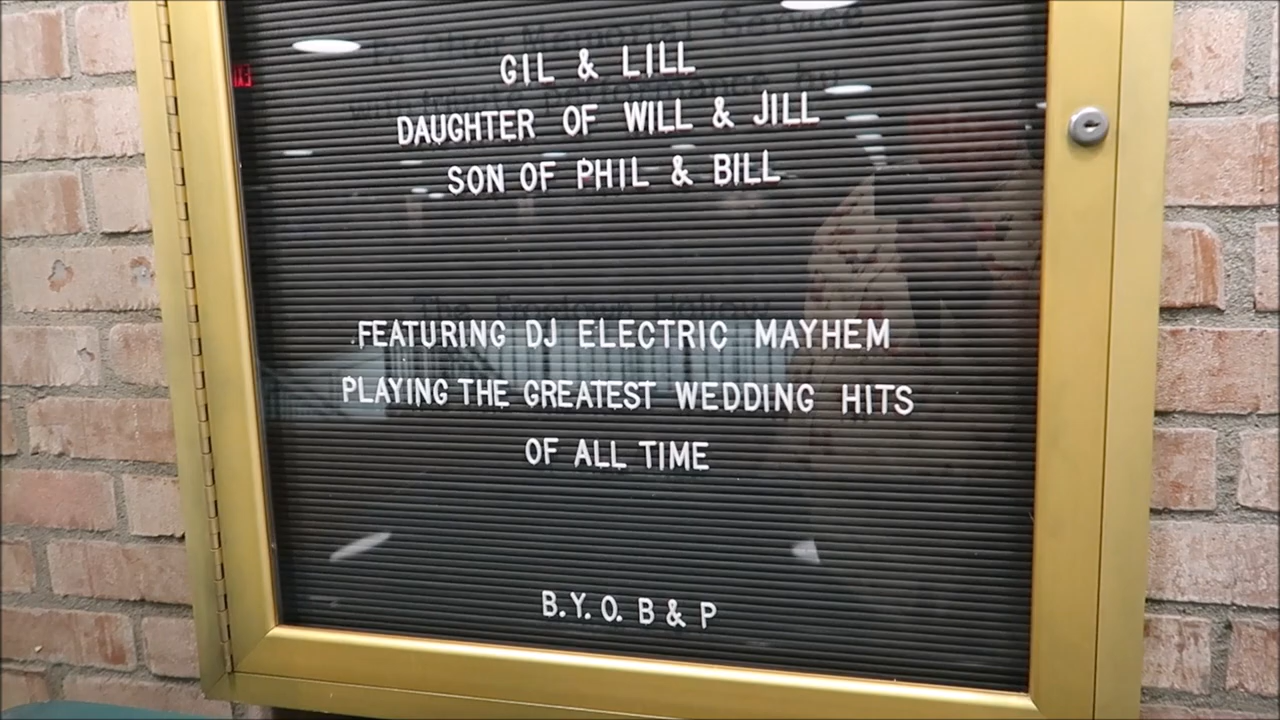 GIL & LILL
DAUGHTER OF WILL & JILL
SON OF PHIL & BILL
FEATURING DJ ELECTRIC MAYHEM
PLAYING THE GREATEST WEDDING HITS
OF ALL TIME
B.Y.O. B & P